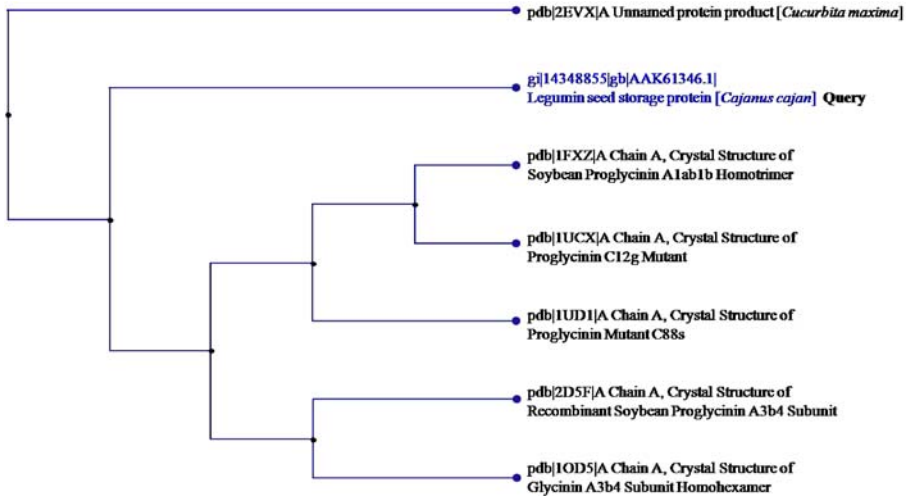 pdb|2EVX|A Unnamed protein product [Cucurbita maxima]
gi|14348855|gb|AAK61346.1|
Legumin seed storage protein [Cajanus cajan] Query
pdb|1FXZ|A Chain A, Crystal Structure of
Soybean Proglycinin A1ab1b Homotrimer
pdb|1UCX|A Chain A, Crystal Structure of
Proglycinin C12g Mutant
pdb|1UD1|A Chain A, Crystal Structure of
Proglycinin Mutant C88s
pdb|2D5F|A Chain A, Crystal Structure of
Recombinant Soybean Proglycinin A3b4 Subunit
pdb|1OD5|A Chain A, Crystal Structure of
Glycinin A3b4 Subunit Homohexamer